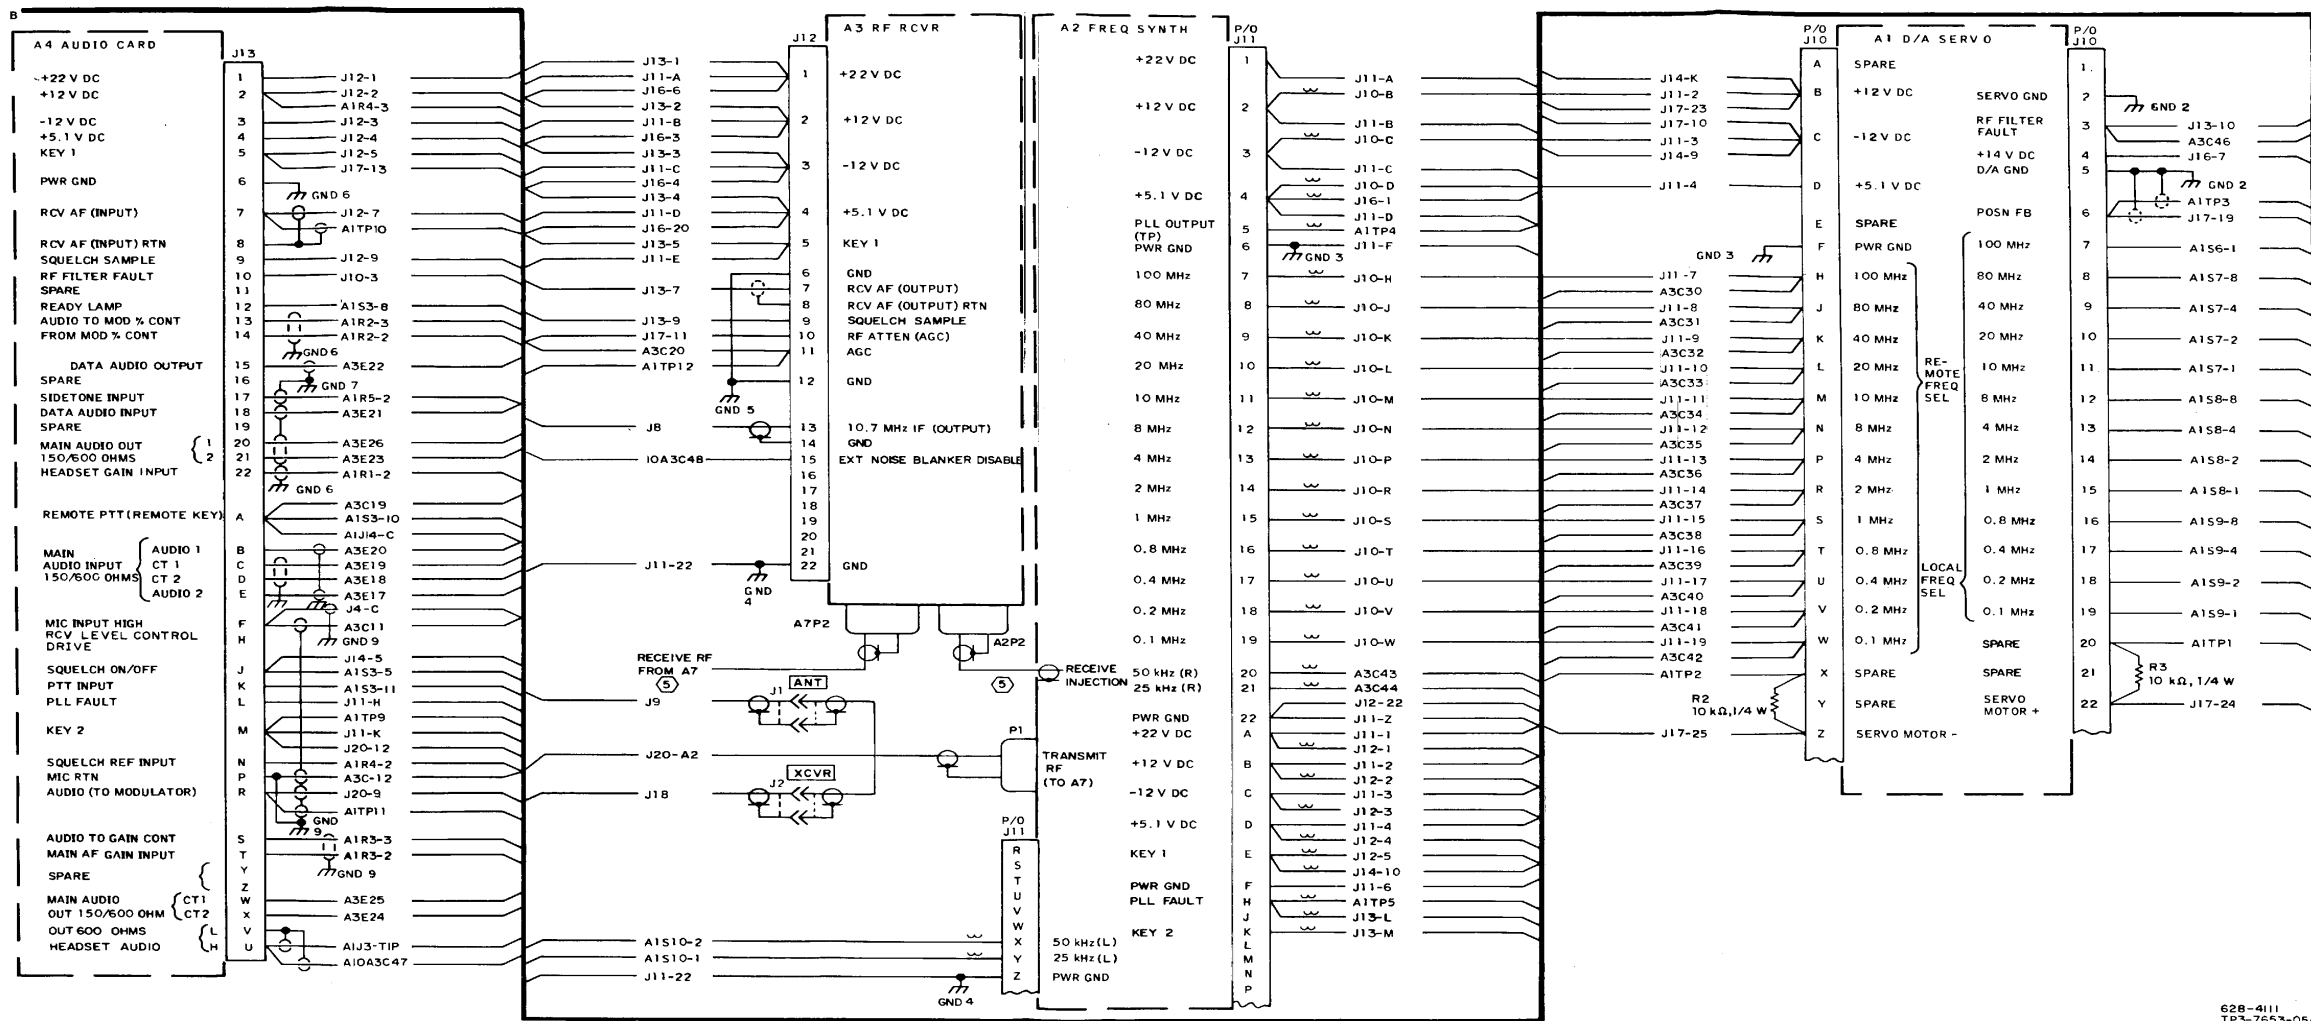 B
A4 AUDIO CARD
J13
+22 V DC 1 J12-1
+12 V DC 2 J12-2
A1R4-3
-12 V DC 3 J12-3
+5.1 V DC 4 J12-4
KEY 1 5 J12-5
J17-13
PWR GND 6
GND 6
RCV AF (INPUT) 7 J12-7
A1TP10
RCV AF (INPUT) RTN 8
SQUELCH SAMPLE 9 J12-9
RF FILTER FAULT 10 J10-3
SPARE 11
READY LAMP 12 A1S3-8
AUDIO TO MOD % CONT 13 A1R2-3
FROM MOD % CONT 14 A1R2-2
GND 6
DATA AUDIO OUTPUT 15 A3E22
SPARE 16
GND 7
SIDETONE INPUT 17 A1R5-2
DATA AUDIO INPUT 18 A3E21
SPARE 19
MAIN AUDIO OUT 1 20 A3E26
150/600 OHMS 2 21 A3E23
HEADSET GAIN INPUT 22 A1R1-2
GND 6
A3C19
REMOTE PTT (REMOTE KEY) A A1S3-10
A1J14-C
MAIN AUDIO INPUT 150/600 OHMS
AUDIO 1 B A3E20
CT 1 C A3E19
CT 2 D A3E18
AUDIO 2 E A3E17
J4-C
MIC INPUT HIGH F A3C11
RCV LEVEL CONTROL DRIVE H
GND 9
J14-5
SQUELCH ON/OFF J A1S3-5
PTT INPUT K A1S3-11
PLL FAULT L J11-H
A1TP9
KEY 2 M J11-K
J20-12
SQUELCH REF INPUT N A1R4-2
MIC RTN P A3C-12
AUDIO (TO MODULATOR) R J20-9
A1TP11
GND 9
AUDIO TO GAIN CONT S A1R3-3
MAIN AF GAIN INPUT T A1R3-2
GND 9
SPARE Y
Z
MAIN AUDIO CT1 W A3E25
OUT 150/600 OHM CT2 X A3E24
OUT 600 OHMS L V
HEADSET AUDIO H U A1J3-TIP
A10A3C47
A3 RF RCVR
J12
J13-1
J11-A 1 +22 V DC
J16-6
J13-2
J11-B 2 +12 V DC
J16-3
J13-3
J11-C 3 -12 V DC
J16-4
J13-4
J11-D 4 +5.1 V DC
J16-20
J13-5 5 KEY 1
J11-E
6 GND
J13-7 7 RCV AF (OUTPUT)
8 RCV AF (OUTPUT) RTN
J13-9 9 SQUELCH SAMPLE
J17-11 10 RF ATTEN (AGC)
A3C20 11 AGC
A1TP12
12 GND
GND 5
J8 13 10.7 MHz IF (OUTPUT)
14 GND
10A3C48 15 EXT NOISE BLANKER DISABLE
16
17
18
19
20
21
J11-22 22 GND
GND 4
A7P2
A2P2
RECEIVE RF FROM A7
5
5
RECEIVE INJECTION
J9 J1 ANT
P1
J20-A2
TRANSMIT RF (TO A7)
J18 J2 XCVR
P/O J11
R
S
T
U
V
W
A1S10-2 X 50 kHz (L)
A1S10-1 Y 25 kHz (L)
J11-22 Z PWR GND
GND 4
A2 FREQ SYNTH
P/O J11
+22V DC 1 J11-A
J10-B
+12V DC 2 J11-B
J10-C
-12V DC 3 J11-C
J10-D
+5.1 V DC 4 J16-1
J11-D
PLL OUTPUT (TP) 5 A1TP4
PWR GND 6 J11-F
GND 3
100 MHz 7 J10-H
80 MHz 8 J10-J
40 MHz 9 J10-K
20 MHz 10 J10-L
10 MHz 11 J10-M
8 MHz 12 J10-N
4 MHz 13 J10-P
2 MHz 14 J10-R
1 MHz 15 J10-S
0.8 MHz 16 J10-T
0.4 MHz 17 J10-U
0.2 MHz 18 J10-V
0.1 MHz 19 J10-W
50 kHz (R) 20 A3C43
25 kHz (R) 21 A3C44
J12-22
PWR GND 22 J11-Z
+22 V DC A J11-1
J12-1
+12 V DC B J11-2
J12-2
-12 V DC C J11-3
J12-3
+5.1 V DC D J11-4
J12-4
KEY 1 E J12-5
J14-10
PWR GND F J11-6
PLL FAULT H A1TP5
J J13-L
KEY 2 K J13-M
L
M
N
P
A1 D/A SERVO
P/O J10
A SPARE
J14-K
J11-2 B +12 V DC
J17-23
J17-10
J11-3 C -12V DC
J14-9
J11-4 D +5.1 V DC
E SPARE
GND 3 F PWR GND
J11-7 H 100 MHz
A3C30
J11-8 J 80 MHz
A3C31
J11-9 K 40 MHz
A3C32
J11-10 L 20 MHz
A3C33
J11-11 M 10 MHz
A3C34
J11-12 N 8 MHz
A3C35
J11-13 P 4 MHz
A3C36
J11-14 R 2 MHz
A3C37
J11-15 S 1 MHz
A3C38
J11-16 T 0.8 MHz
A3C39
J11-17 U 0.4 MHz
A3C40
J11-18 V 0.2 MHz
A3C41
J11-19 W 0.1 MHz
A3C42
A1TP2 X SPARE
R2
10 kΩ,1/4 W
Y SPARE
J17-25 Z SERVO MOTOR -
RE-
MOTE
FREQ
SEL
LOCAL
FREQ
SEL
P/O J10
1.
SERVO GND 2 GND 2
RF FILTER FAULT 3 J13-10
A3C46
+14 V DC 4 J16-7
D/A GND 5
GND 2
A1TP3
POSN FB 6 J17-19
100 MHz 7 A1S6-1
80 MHz 8 A1S7-8
40 MHz 9 A1S7-4
20 MHz 10 A1S7-2
10 MHz 11 A1S7-1
8 MHz 12 A1S8-8
4 MHz 13 A1S8-4
2 MHz 14 A1S8-2
1 MHz 15 A1S8-1
0.8 MHz 16 A1S9-8
0.4 MHz 17 A1S9-4
0.2 MHz 18 A1S9-2
0.1 MHz 19 A1S9-1
SPARE 20 A1TP1
SPARE 21
R3
10 kΩ, 1/4 W
SERVO MOTOR + 22 J17-24
628-4111